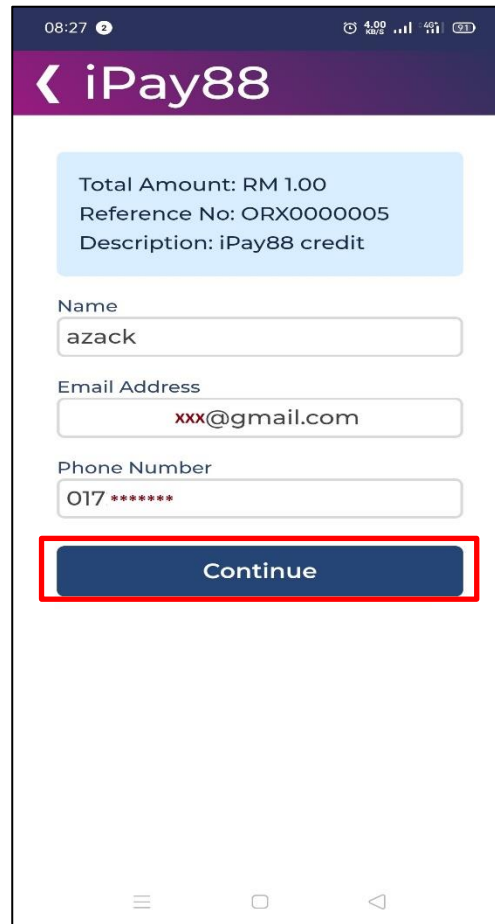 08:27 2 4.00 KB/S 4G+ 91
iPay88
Total Amount: RM 1.00
Reference No: ORX0000005
Description: iPay88 credit
Name
azack
Email Address
xxx@gmail.com
Phone Number
017 *******
Continue